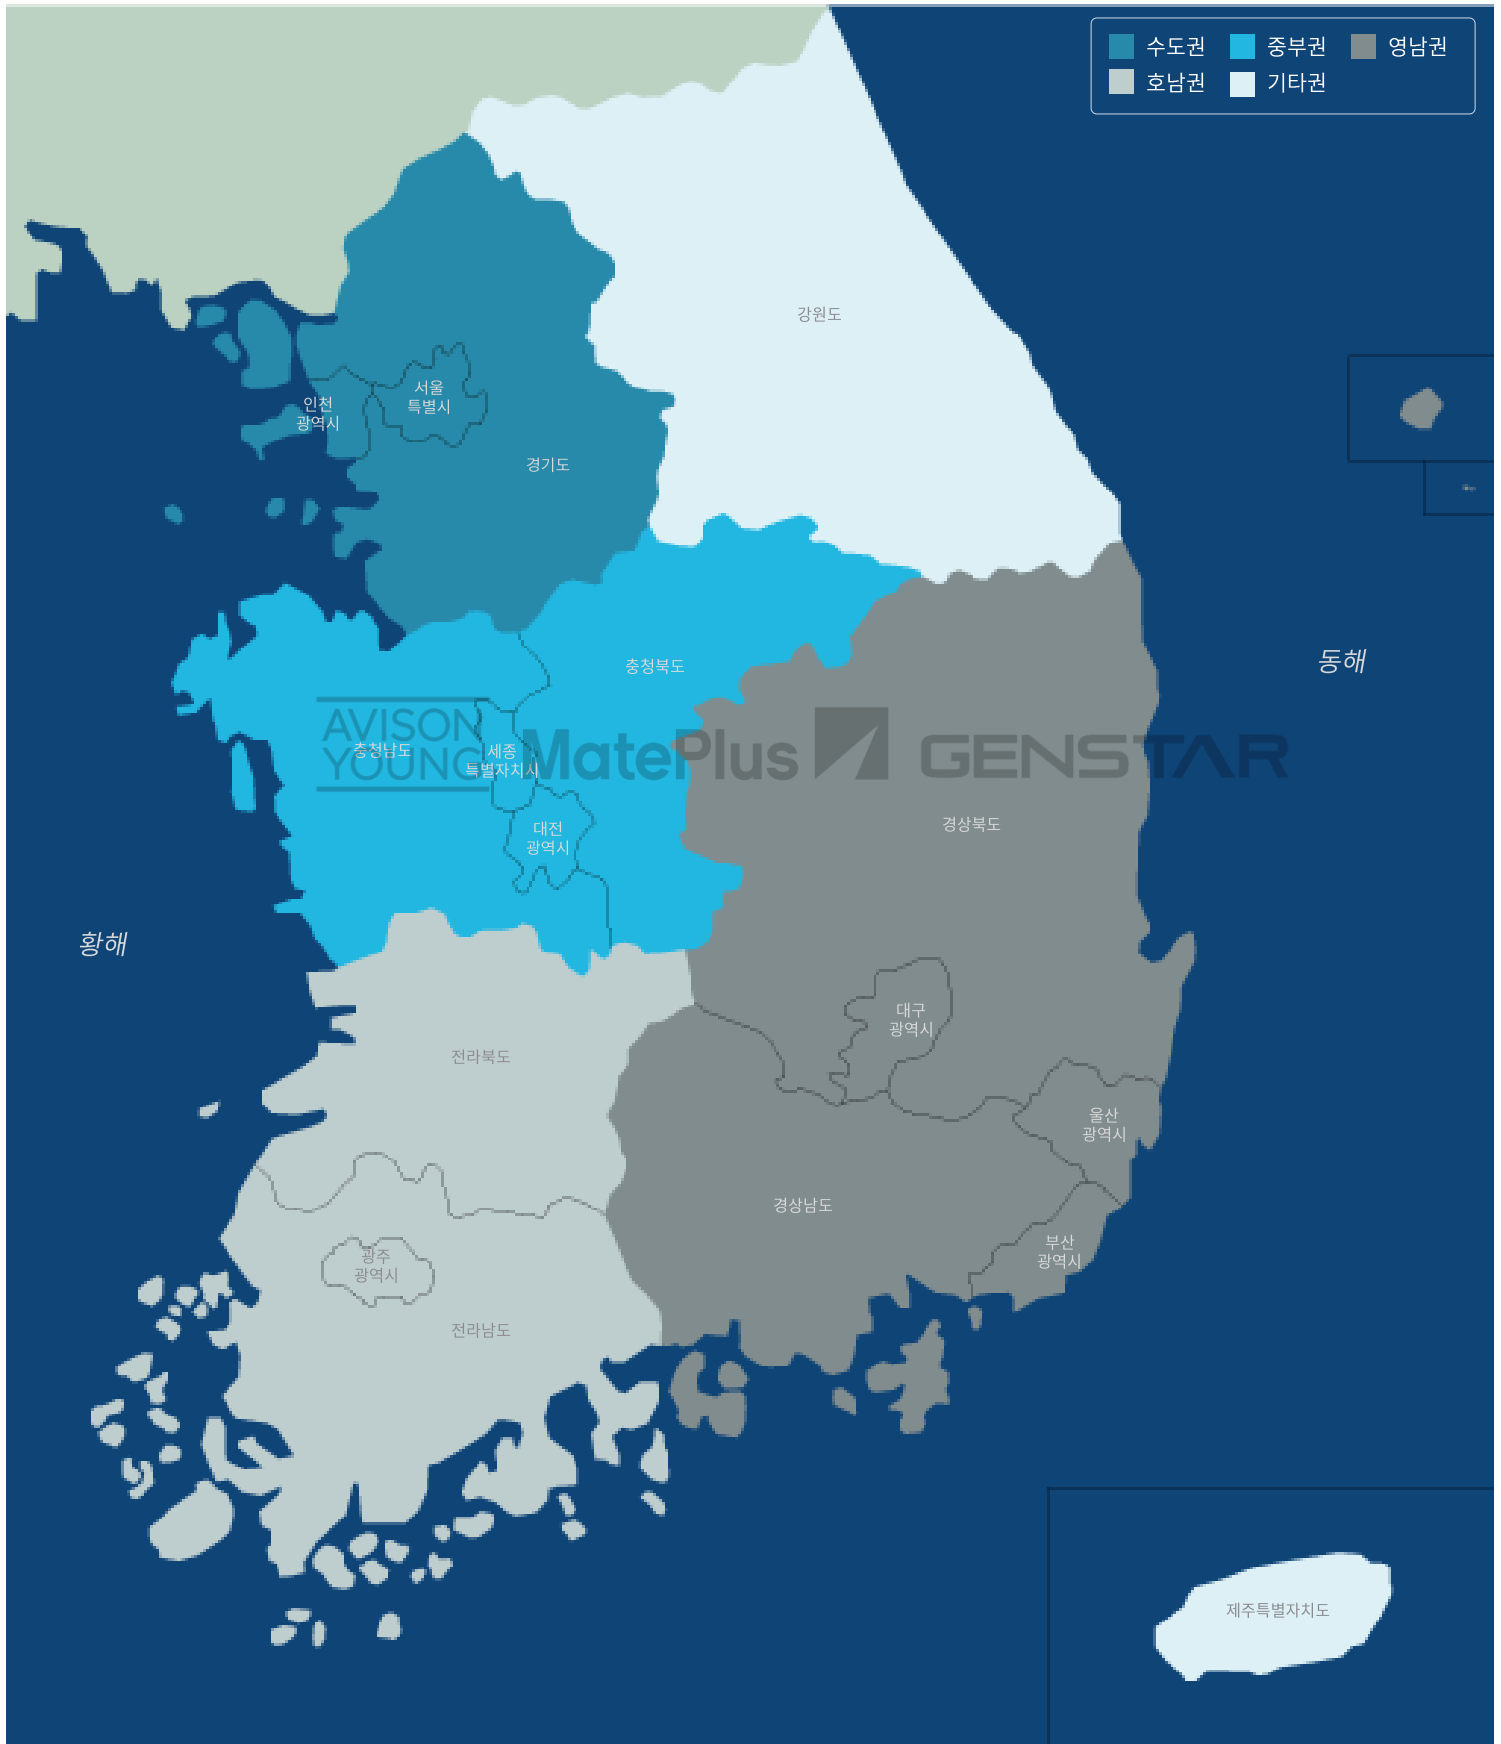 수도권 중부권 영남권
호남권 기타권
강원도
서울
특별시
인천
광역시
경기도
동해
충청북도
AVISON
YOUNG
MatePlus
GENSTAR
충청남도
세종
특별자치시
대전
광역시
경상북도
황해
대구
광역시
전라북도
울산
광역시
경상남도
부산
광역시
광주
광역시
전라남도
제주특별자치도